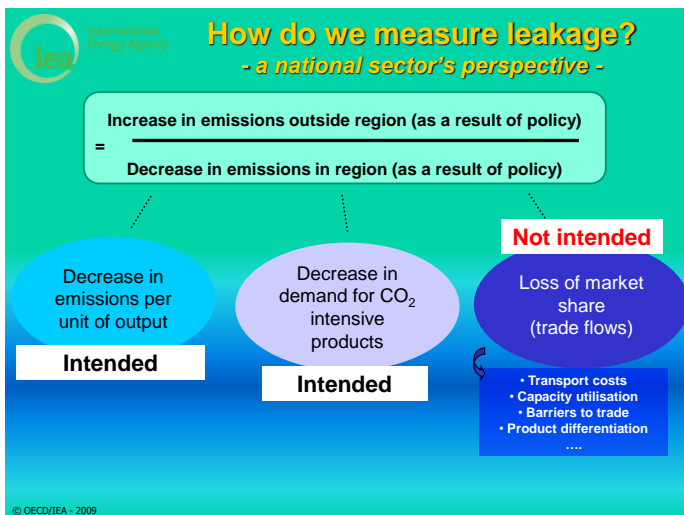 iea
International
Energy Agency
How do we measure leakage?
- a national sector's perspective -
Increase in emissions outside region (as a result of policy)
=
Decrease in emissions in region (as a result of policy)
Not intended
Decrease in
emissions per
unit of output
Intended
Decrease in
demand for CO₂
intensive
products
Intended
Loss of market
share
(trade flows)
• Transport costs
• Capacity utilisation
• Barriers to trade
• Product differentiation
....
© OECD/IEA - 2009